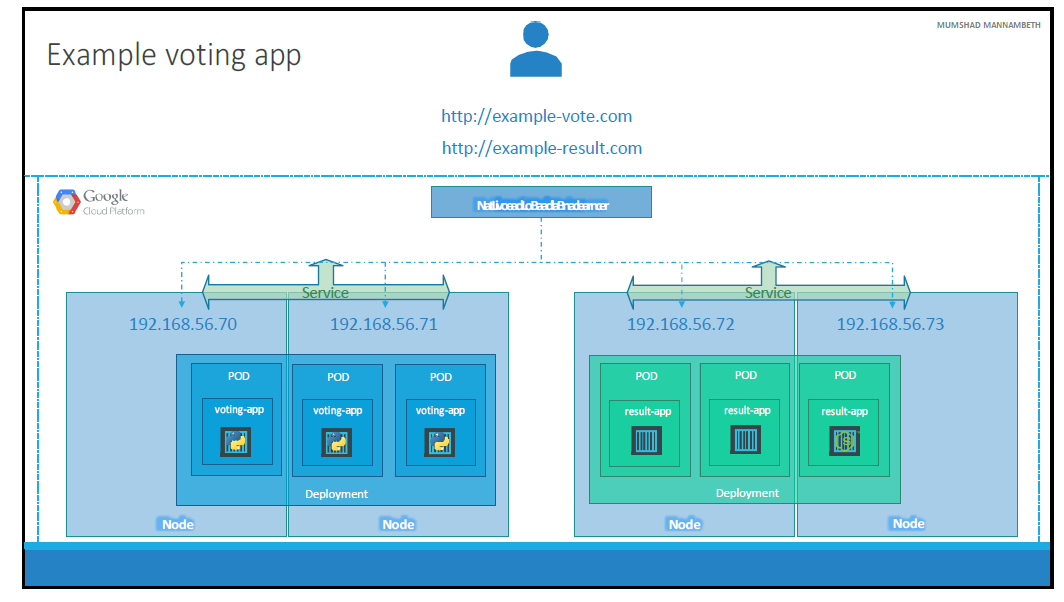 MUMSHAD MANNAMBETH
Example voting app
http://example-vote.com
http://example-result.com
Google
Cloud Platform
Service
Service
192.168.56.70
192.168.56.71
192.168.56.72
192.168.56.73
POD
POD
POD
POD
POD
POD
voting-app
voting-app
voting-app
result-app
result-app
result-app
Deployment
Deployment
Node
Node
Node
Node